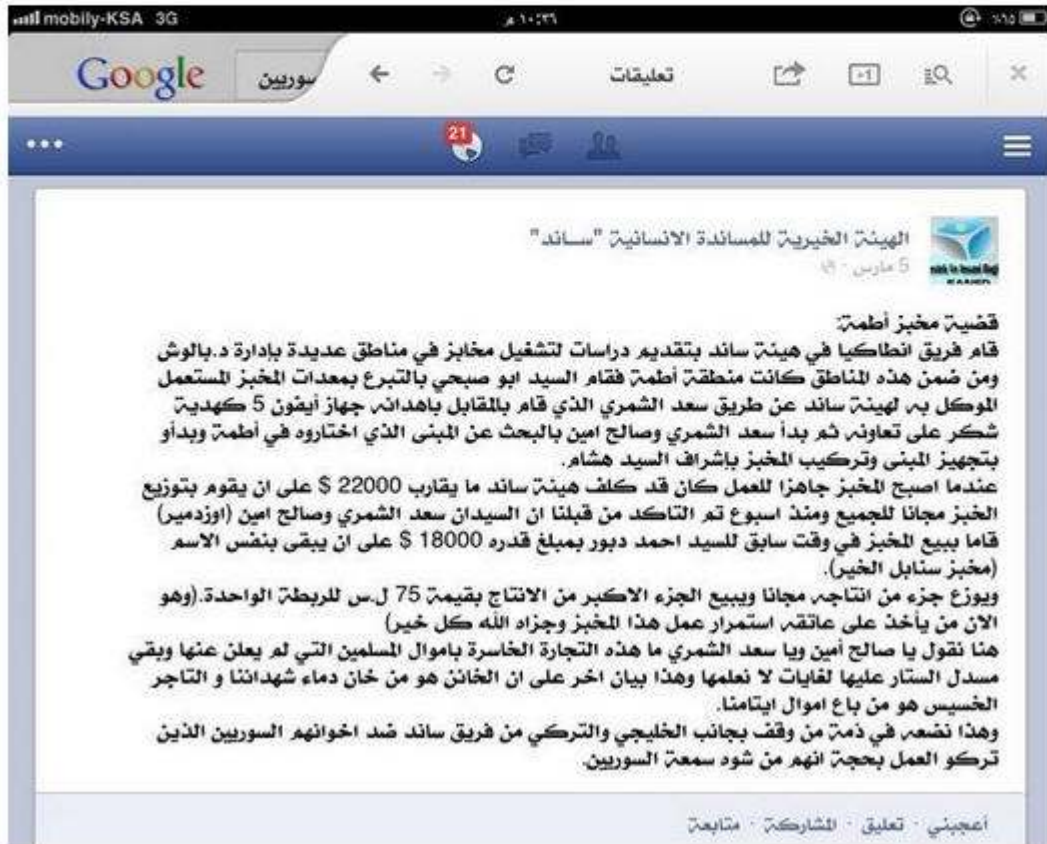 mobily-KSA 3G
١٠:٣٦ م
٪١٥
Google
سوريين
تعليقات
+1
21
الهيئة الخيرية للمساندة الانسانية "ســاند"
5 مارس ·
قضية مخبز أطمة:
قام فريق انطاكيا في هيئة ساند بتقديم دراسات لتشغيل مخابز في مناطق عديدة بإدارة د.بالوش
ومن ضمن هذه المناطق كانت منطقة أطمة فقام السيد ابو صبحي بالتبرع بمعدات المخبز المستعمل
الموكل به لهيئة ساند عن طريق سعد الشمري الذي قام بالمقابل باهدائه جهاز أيفون 5 كهدية
شكر على تعاونه ثم بدأ سعد الشمري وصالح امين بالبحث عن المبنى الذي اختاروه في أطمة وبدأو
بتجهيز المبنى وتركيب المخبز بإشراف السيد هشام.
عندما اصبح المخبز جاهزا للعمل كان قد كلف هيئة ساند ما يقارب 22000 $ على ان يقوم بتوزيع
الخبز مجانا للجميع ومنذ اسبوع تم التاكد من قبلنا ان السيدان سعد الشمري وصالح امين (اوزدمير)
قاما ببيع المخبز في وقت سابق للسيد احمد دبور بمبلغ قدره 18000 $ على ان يبقى بنفس الاسم
(مخبز سنابل الخير).
ويوزع جزء من انتاجه مجانا ويبيع الجزء الاكبر من الانتاج بقيمة 75 ل.س للربطة الواحدة.(وهو
الان من يأخذ على عاتقه استمرار عمل هذا المخبز وجزاه الله كل خير)
هنا نقول يا صالح أمين ويا سعد الشمري ما هذه التجارة الخاسرة باموال المسلمين التي لم يعلن عنها وبقي
مسدل الستار عليها لغايات لا نعلمها وهذا بيان اخر على ان الخائن هو من خان دماء شهدائنا و التاجر
الخسيس هو من باع اموال ايتامنا.
وهذا نضعه في ذمة من وقف بجانب الخليجي والتركي من فريق ساند ضد اخوانهم السوريين الذين
تركو العمل بحجة انهم من شوه سمعة السوريين.
أعجبني · تعليق · المشاركة · متابعة